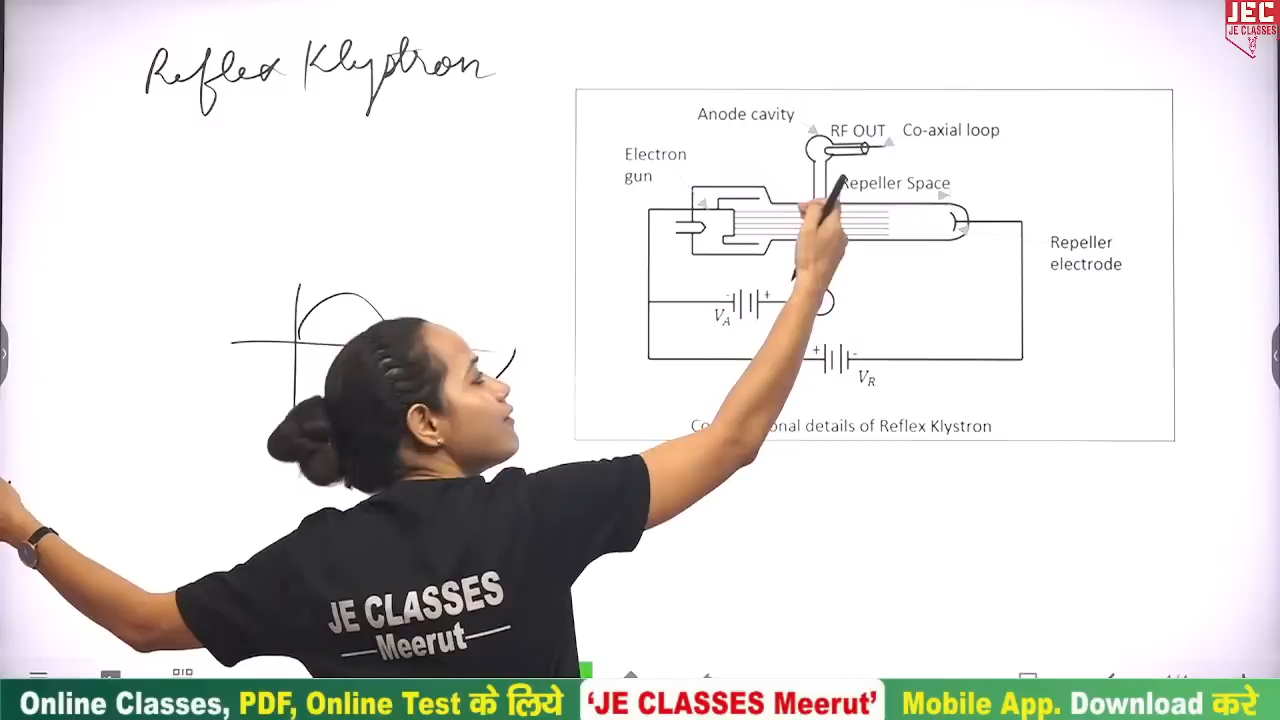 JEC
JE CLASSES
Reflex Klystron
Anode cavity
RF OUT
Co-axial loop
Electron
gun
Repeller Space
Repeller
electrode
- +
V_A
+ -
V_R
details of Reflex Klystron
JE CLASSES
Meerut
Online Classes, PDF, Online Test के लिये 'JE CLASSES Meerut' Mobile App. Download करे